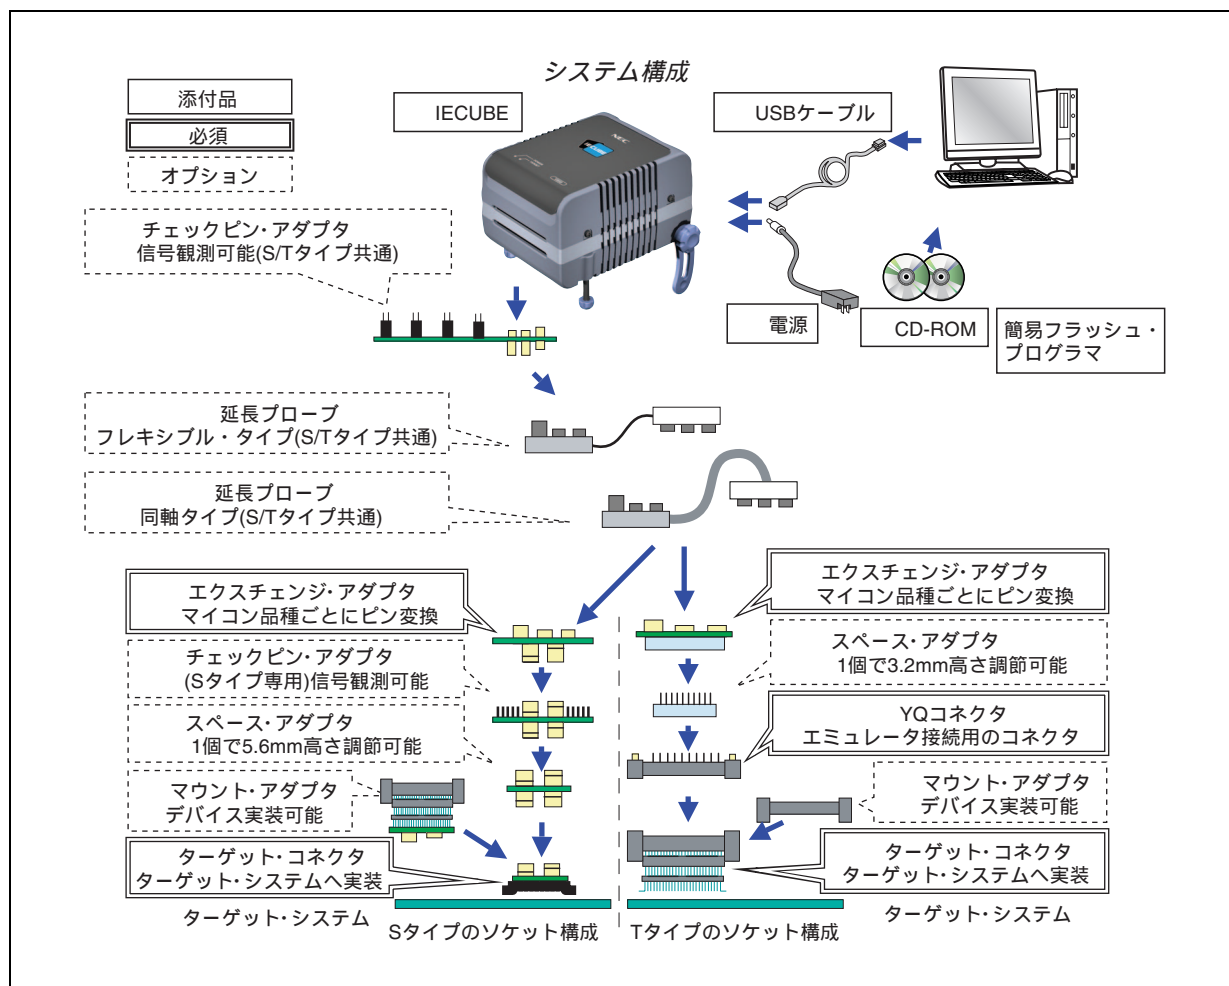 システム構成
添付品
必須
オプション
IECUBE
USBケーブル
NEC
チェックピン・アダプタ
信号観測可能(S/Tタイプ共通)
電源
CD-ROM
簡易フラッシュ・
プログラマ
延長プローブ
フレキシブル・タイプ(S/Tタイプ共通)
延長プローブ
同軸タイプ(S/Tタイプ共通)
エクスチェンジ・アダプタ
マイコン品種ごとにピン変換
チェックピン・アダプタ
(Sタイプ専用)信号観測可能
スペース・アダプタ
1個で5.6mm高さ調節可能
マウント・アダプタ
デバイス実装可能
ターゲット・コネクタ
ターゲット・システムへ実装
ターゲット・システム
Sタイプのソケット構成
エクスチェンジ・アダプタ
マイコン品種ごとにピン変換
スペース・アダプタ
1個で3.2mm高さ調節可能
YQコネクタ
エミュレータ接続用のコネクタ
マウント・アダプタ
デバイス実装可能
ターゲット・コネクタ
ターゲット・システムへ実装
ターゲット・システム
Tタイプのソケット構成